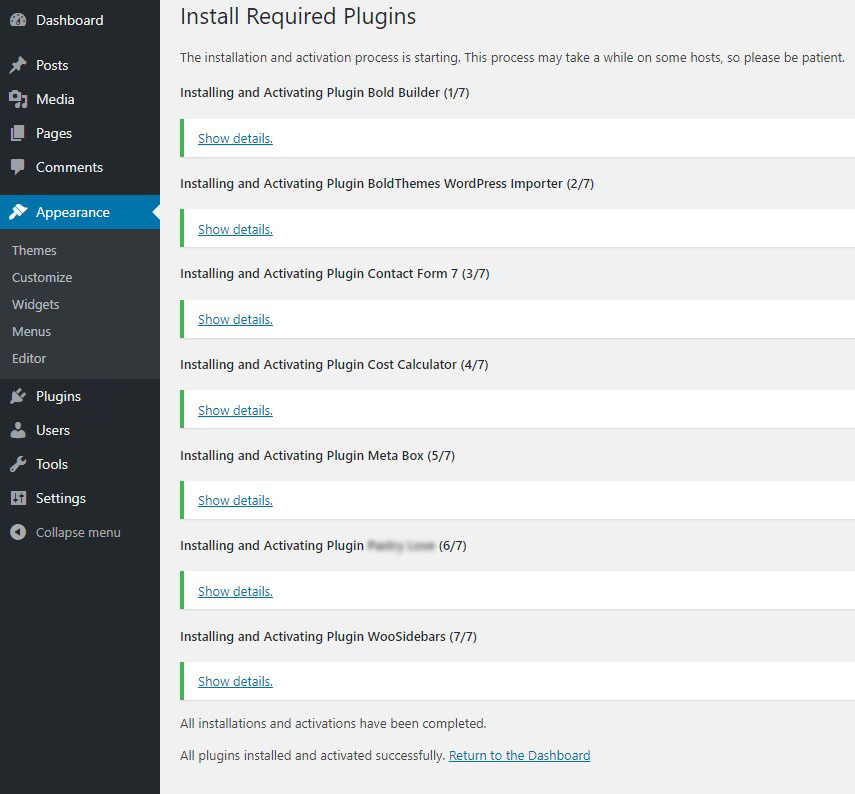 Dashboard
Posts
Media
Pages
Comments
Appearance
Themes
Customize
Widgets
Menus
Editor
Plugins
Users
Tools
Settings
Collapse menu
Install Required Plugins
The installation and activation process is starting. This process may take a while on some hosts, so please be patient.
Installing and Activating Plugin Bold Builder (1/7)
Show details.
Installing and Activating Plugin BoldThemes WordPress Importer (2/7)
Show details.
Installing and Activating Plugin Contact Form 7 (3/7)
Show details.
Installing and Activating Plugin Cost Calculator (4/7)
Show details.
Installing and Activating Plugin Meta Box (5/7)
Show details.
Installing and Activating Plugin (6/7)
Show details.
Installing and Activating Plugin WooSidebars (7/7)
Show details.
All installations and activations have been completed.
All plugins installed and activated successfully. Return to the Dashboard